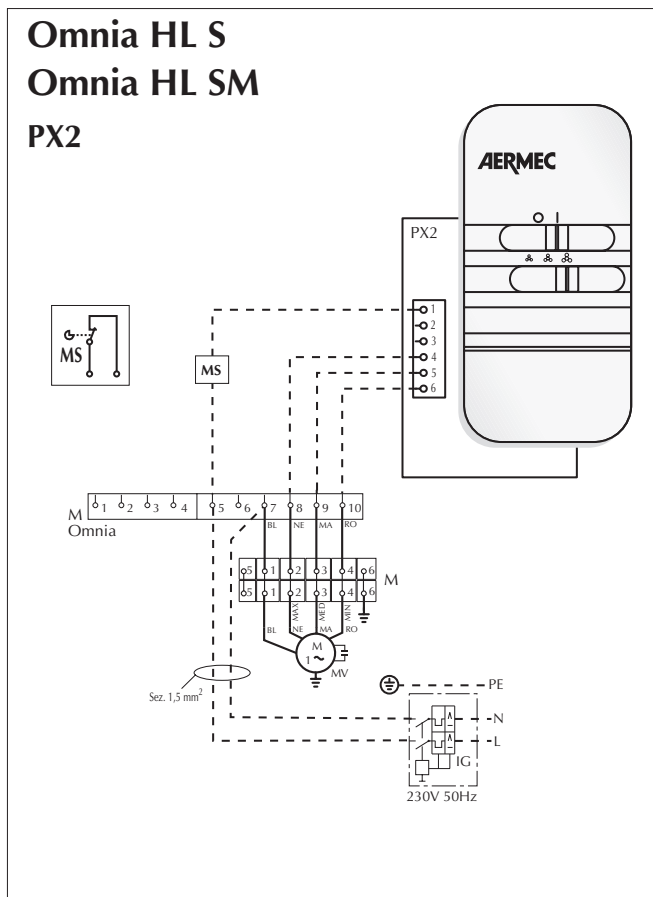 Omnia HL S
Omnia HL SM
PX2
AERMEC
PX2
1
2
3
4
5
6
MS
MS
M
Omnia
1 2 3 4 5 6 7 8 9 10
BL NE MA RO
5 1 2 3 4 6
M
5 1 2 3 4 6
MAX MED MIN
BL NE MA RO
M
1 ~
MV
Sez. 1,5 mm²
PE
N
L
IG
230V 50Hz